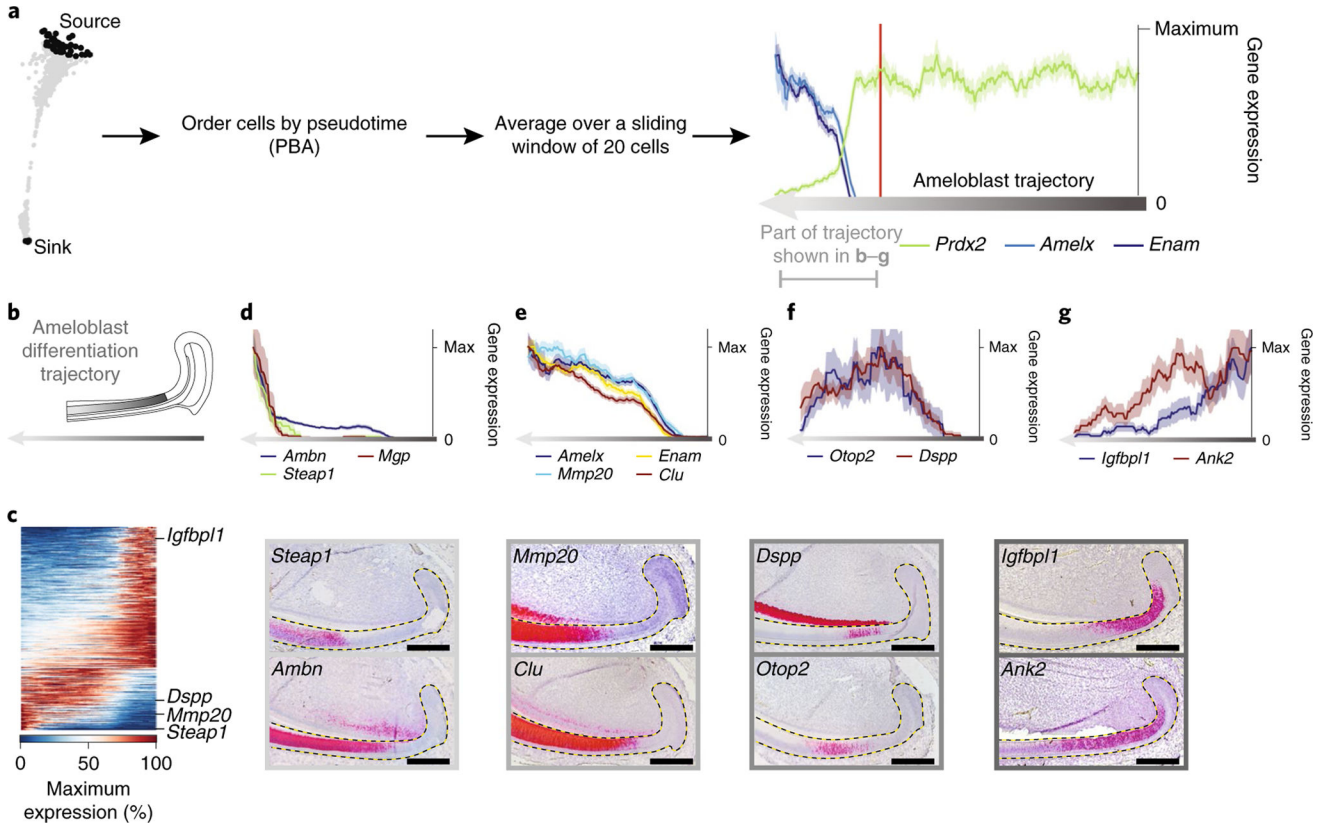 a
Source
Sink
Order cells by pseudotime
(PBA)
Average over a sliding
window of 20 cells
Maximum
Gene expression
Ameloblast trajectory
0
Part of trajectory
shown in b–g
Prdx2
Amelx
Enam
b
Ameloblast
differentiation
trajectory
d
Max
Gene expression
0
Ambn
Mgp
Steap1
e
Max
Gene expression
0
Amelx
Enam
Mmp20
Clu
f
Max
Gene expression
0
Otop2
Dspp
g
Max
Gene expression
0
Igfbpl1
Ank2
c
Igfbpl1
Dspp
Mmp20
Steap1
0
50
100
Maximum
expression (%)
Steap1
Mmp20
Dspp
Igfbpl1
Ambn
Clu
Otop2
Ank2